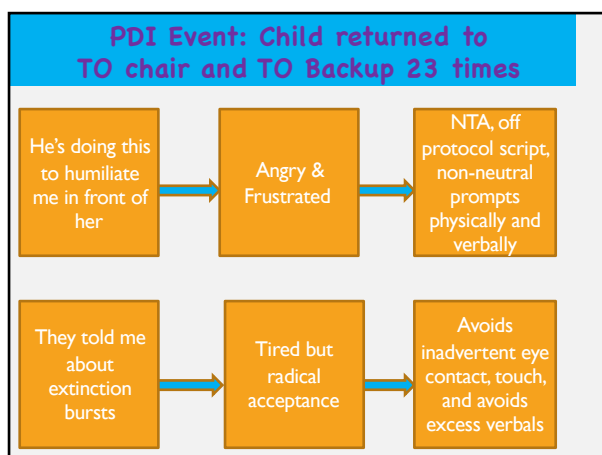 PDI Event: Child returned to
TO chair and TO Backup 23 times
He's doing this
to humiliate
me in front of
her
Angry &
Frustrated
NTA, off
protocol script,
non-neutral
prompts
physically and
verbally
They told me
about
extinction
bursts
Tired but
radical
acceptance
Avoids
inadvertent eye
contact, touch,
and avoids
excess verbals